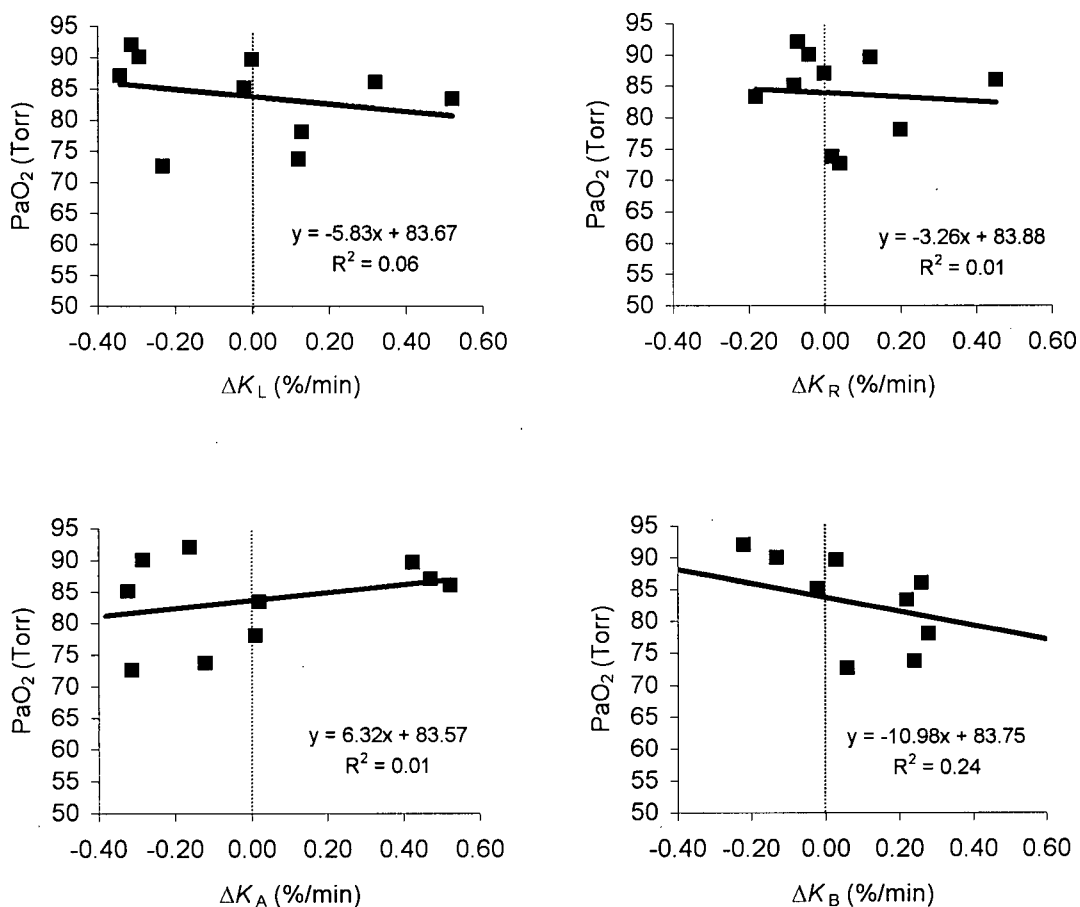 95
90
85
80
75
70
65
60
55
50
PaO2 (Torr)
y = -5.83x + 83.67
R2 = 0.06
-0.40 -0.20 0.00 0.20 0.40 0.60
ΔKL (%/min)
95
90
85
80
75
70
65
60
55
50
PaO2 (Torr)
y = -3.26x + 83.88
R2 = 0.01
-0.40 -0.20 0.00 0.20 0.40 0.60
ΔKR (%/min)
95
90
85
80
75
70
65
60
55
50
PaO2 (Torr)
y = 6.32x + 83.57
R2 = 0.01
-0.40 -0.20 0.00 0.20 0.40 0.60
ΔKA (%/min)
95
90
85
80
75
70
65
60
55
50
PaO2 (Torr)
y = -10.98x + 83.75
R2 = 0.24
-0.40 -0.20 0.00 0.20 0.40 0.60
ΔKB (%/min)